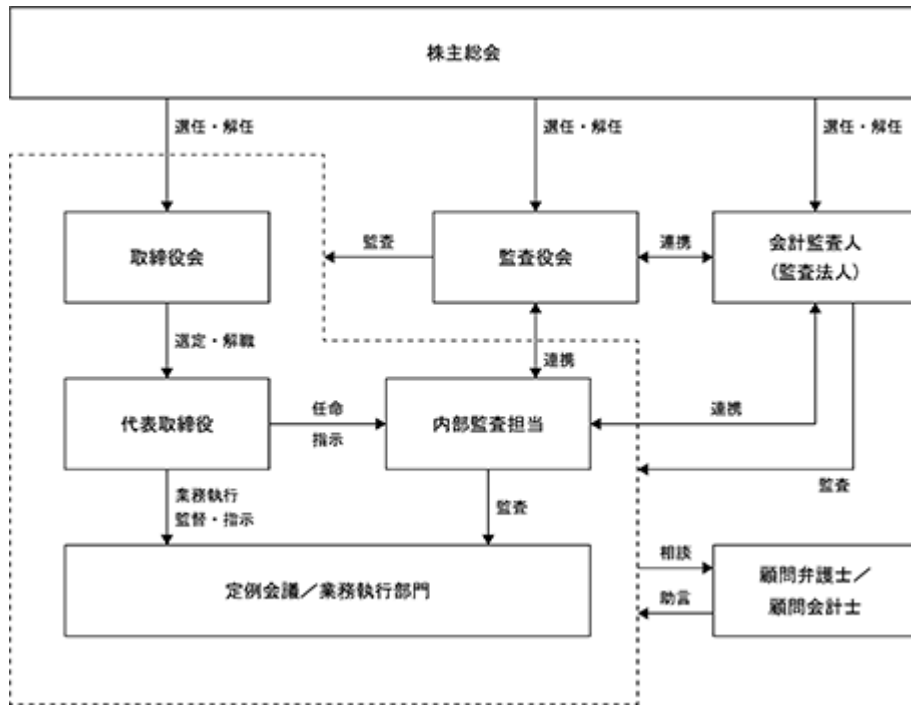 株主総会
選任・解任
選任・解任
選任・解任
取締役会
監査
監査役会
連携
会計監査人
（監査法人）
選定・解職
連携
代表取締役
任命
指示
内部監査担当
連携
業務執行
監督・指示
監査
監査
定例会議／業務執行部門
相談
助言
顧問弁護士／
顧問会計士